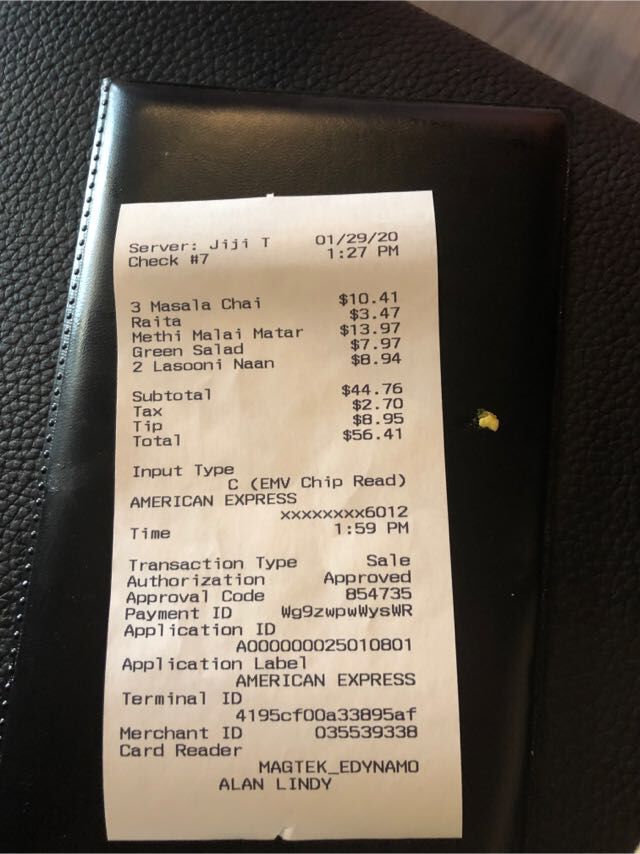 Server: Jiji T 01/29/20
Check #7 1:27 PM
3 Masala Chai $10.41
Raita $3.47
Methi Malai Matar $13.97
Green Salad $7.97
2 Lasooni Naan $8.94
Subtotal $44.76
Tax $2.70
Tip $8.95
Total $56.41
Input Type
C (EMV Chip Read)
AMERICAN EXPRESS
xxxxxxxx6012
Time 1:59 PM
Transaction Type Sale
Authorization Approved
Approval Code 854735
Payment ID Wg9zwpwWysWR
Application ID
A000000025010801
Application Label
AMERICAN EXPRESS
Terminal ID
4195cf00a33895af
Merchant ID 035539338
Card Reader
MAGTEK_EDYNAMO
ALAN LINDY